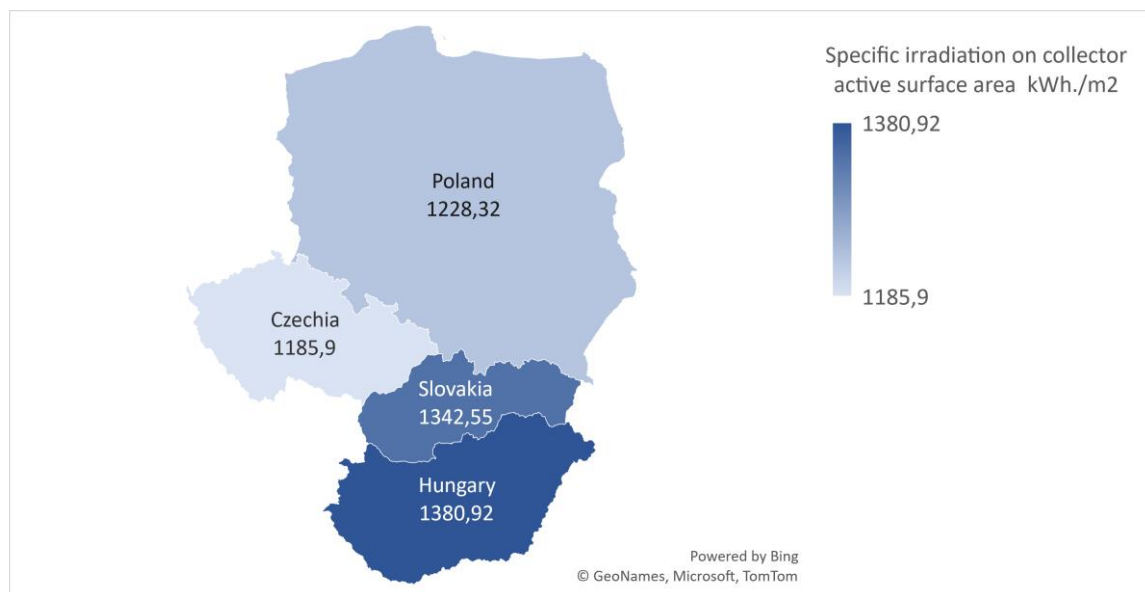 Specific irradiation on collector
active surface area kWh./m2
1380,92
1185,9
Poland
1228,32
Czechia
1185,9
Slovakia
1342,55
Hungary
1380,92
Powered by Bing
© GeoNames, Microsoft, TomTom